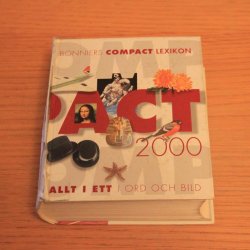 BONNIERS COMPACT LEXIKON
PACT
2000
ALLT I ETT I ORD OCH BILD